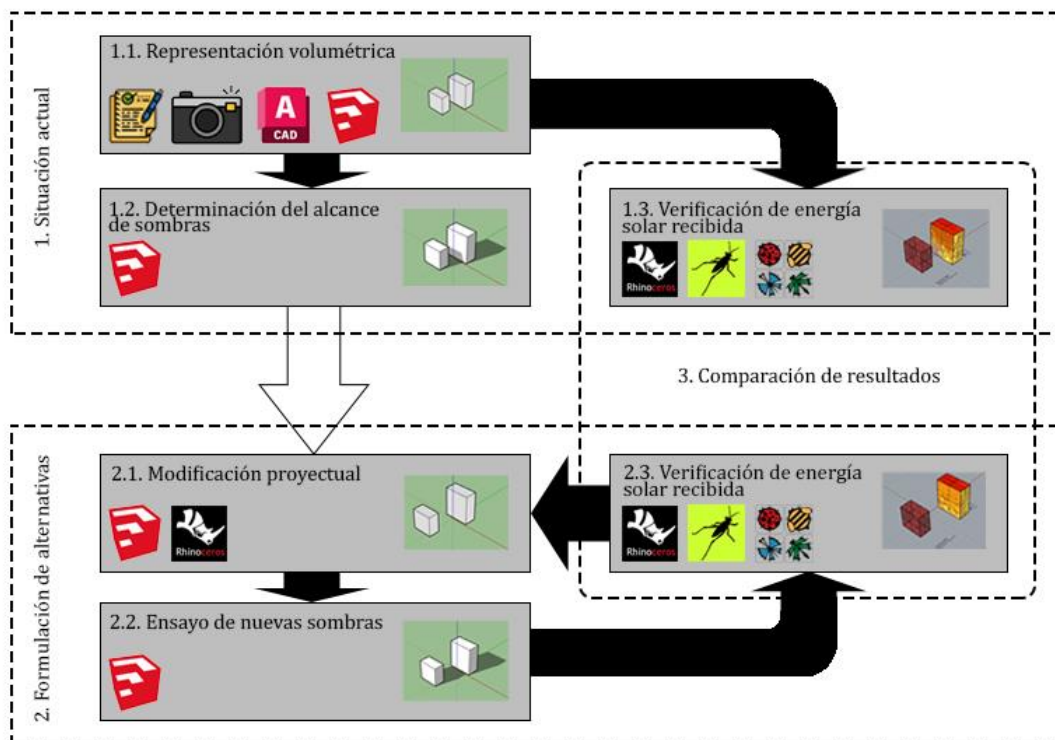 1. Situación actual
1.1. Representación volumétrica
A
CAD
1.2. Determinación del alcance
de sombras
1.3. Verificación de energía
solar recibida
Rhinoceros
3. Comparación de resultados
2. Formulación de alternativas
2.1. Modificación proyectual
Rhinoceros
2.3. Verificación de energía
solar recibida
Rhinoceros
2.2. Ensayo de nuevas sombras